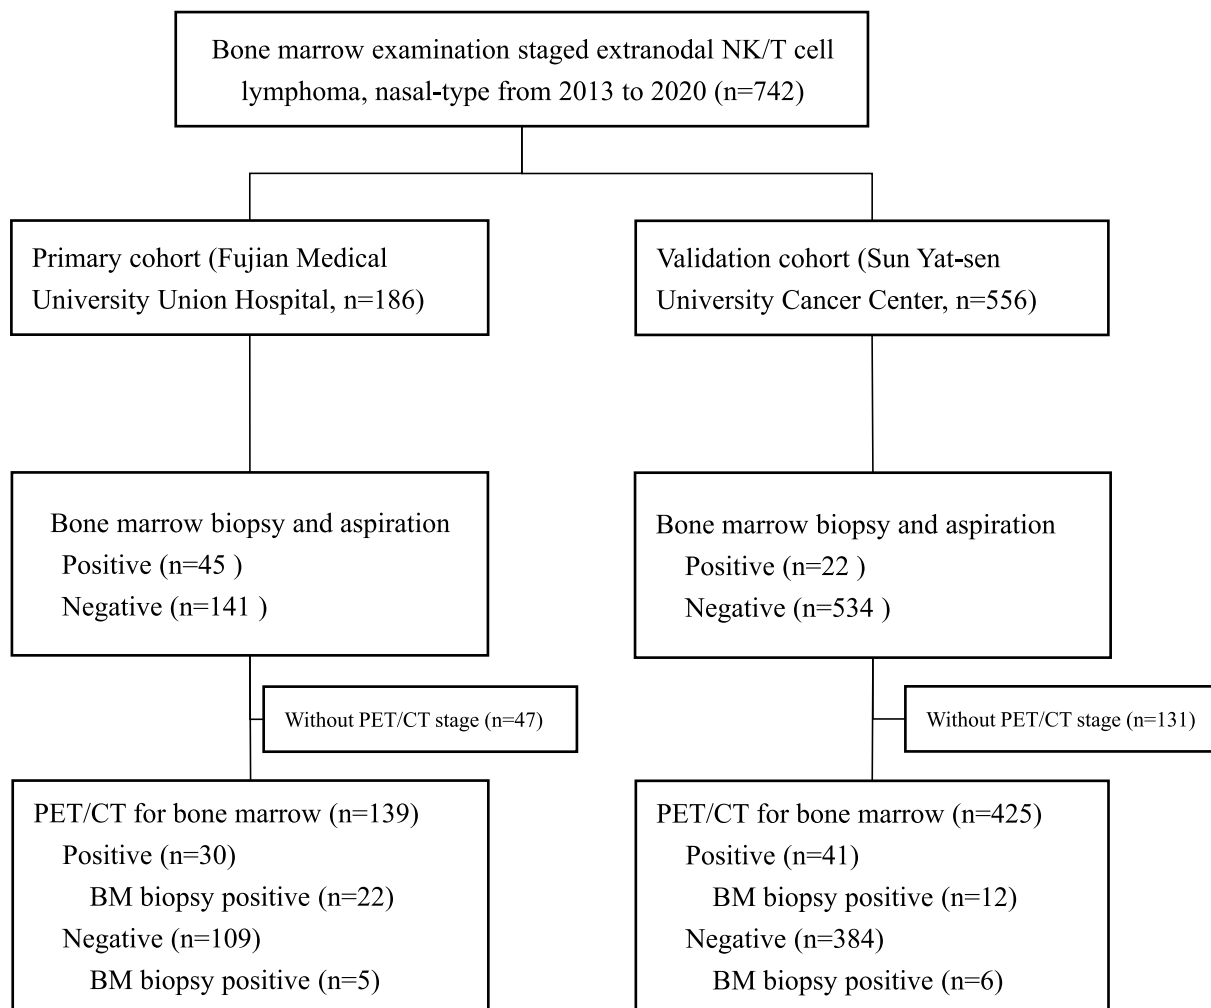 Bone marrow examination staged extranodal NK/T cell
lymphoma, nasal-type from 2013 to 2020 (n=742)
Primary cohort (Fujian Medical
University Union Hospital, n=186)
Validation cohort (Sun Yat-sen
University Cancer Center, n=556)
Bone marrow biopsy and aspiration
Positive (n=45 )
Negative (n=141 )
Bone marrow biopsy and aspiration
Positive (n=22 )
Negative (n=534 )
Without PET/CT stage (n=47)
Without PET/CT stage (n=131)
PET/CT for bone marrow (n=139)
Positive (n=30)
BM biopsy positive (n=22)
Negative (n=109)
BM biopsy positive (n=5)
PET/CT for bone marrow (n=425)
Positive (n=41)
BM biopsy positive (n=12)
Negative (n=384)
BM biopsy positive (n=6)